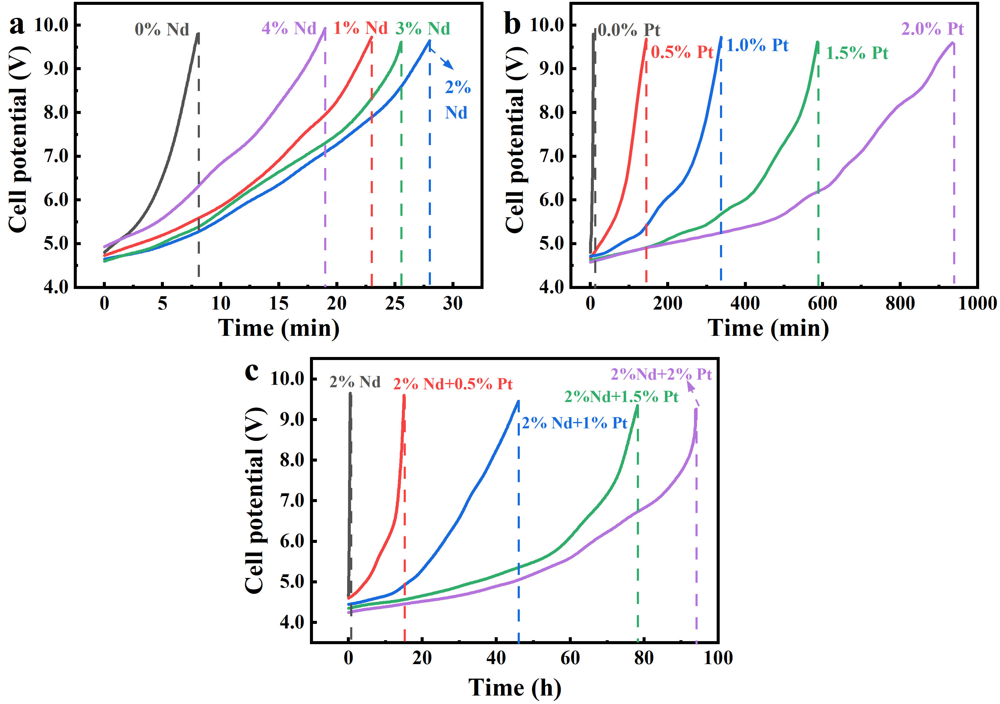 a
Cell potential (V)
10.0
9.0
8.0
7.0
6.0
5.0
4.0
0% Nd
4% Nd
1% Nd
3% Nd
2%
Nd
0 5 10 15 20 25 30
Time (min)
b
Cell potential (V)
10.0
9.0
8.0
7.0
6.0
5.0
4.0
0.0% Pt
0.5% Pt
1.0% Pt
1.5% Pt
2.0% Pt
0 200 400 600 800 1000
Time (min)
c
Cell potential (V)
10.0
9.0
8.0
7.0
6.0
5.0
4.0
2% Nd
2% Nd+0.5% Pt
2% Nd+1% Pt
2%Nd+1.5% Pt
2%Nd+2% Pt
0 20 40 60 80 100
Time (h)